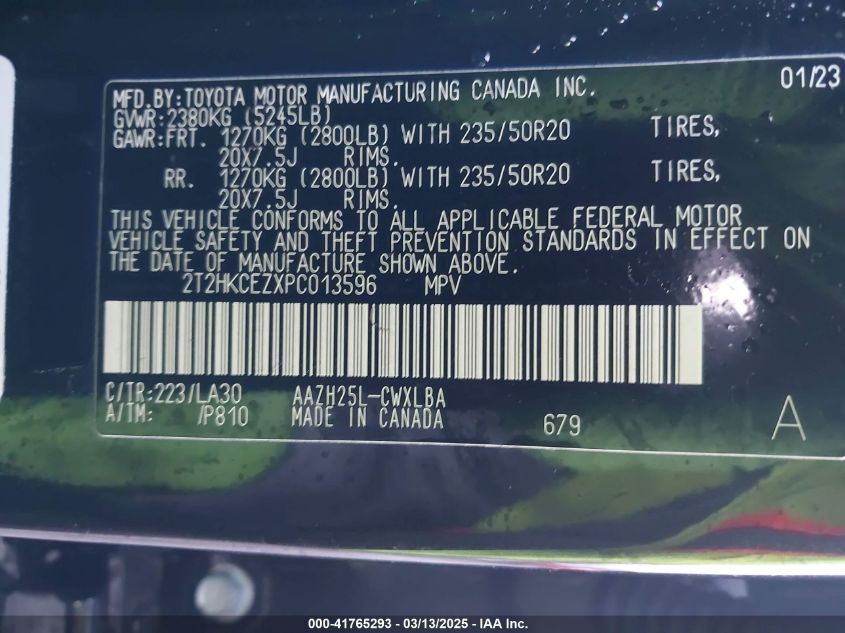 01/23
MFD.BY:TOYOTA MOTOR MANUFACTURING CANADA INC.
GVWR:2380KG (5245LB)
GAWR:FRT. 1270KG (2800LB) WITH 235/50R20 TIRES,
20X7.5J RIMS.
RR. 1270KG (2800LB) WITH 235/50R20 TIRES,
20X7.5J RIMS.
THIS VEHICLE CONFORMS TO ALL APPLICABLE FEDERAL MOTOR
VEHICLE SAFETY AND THEFT PREVENTION STANDARDS IN EFFECT ON
THE DATE OF MANUFACTURE SHOWN ABOVE.
2T2HKCEZXPC013596 MPV
C/TR:223/LA30 AAZH25L-CWXLBA
A/TM: /P810 MADE IN CANADA 679 A
000-41765293 - 03/13/2025 - IAA Inc.